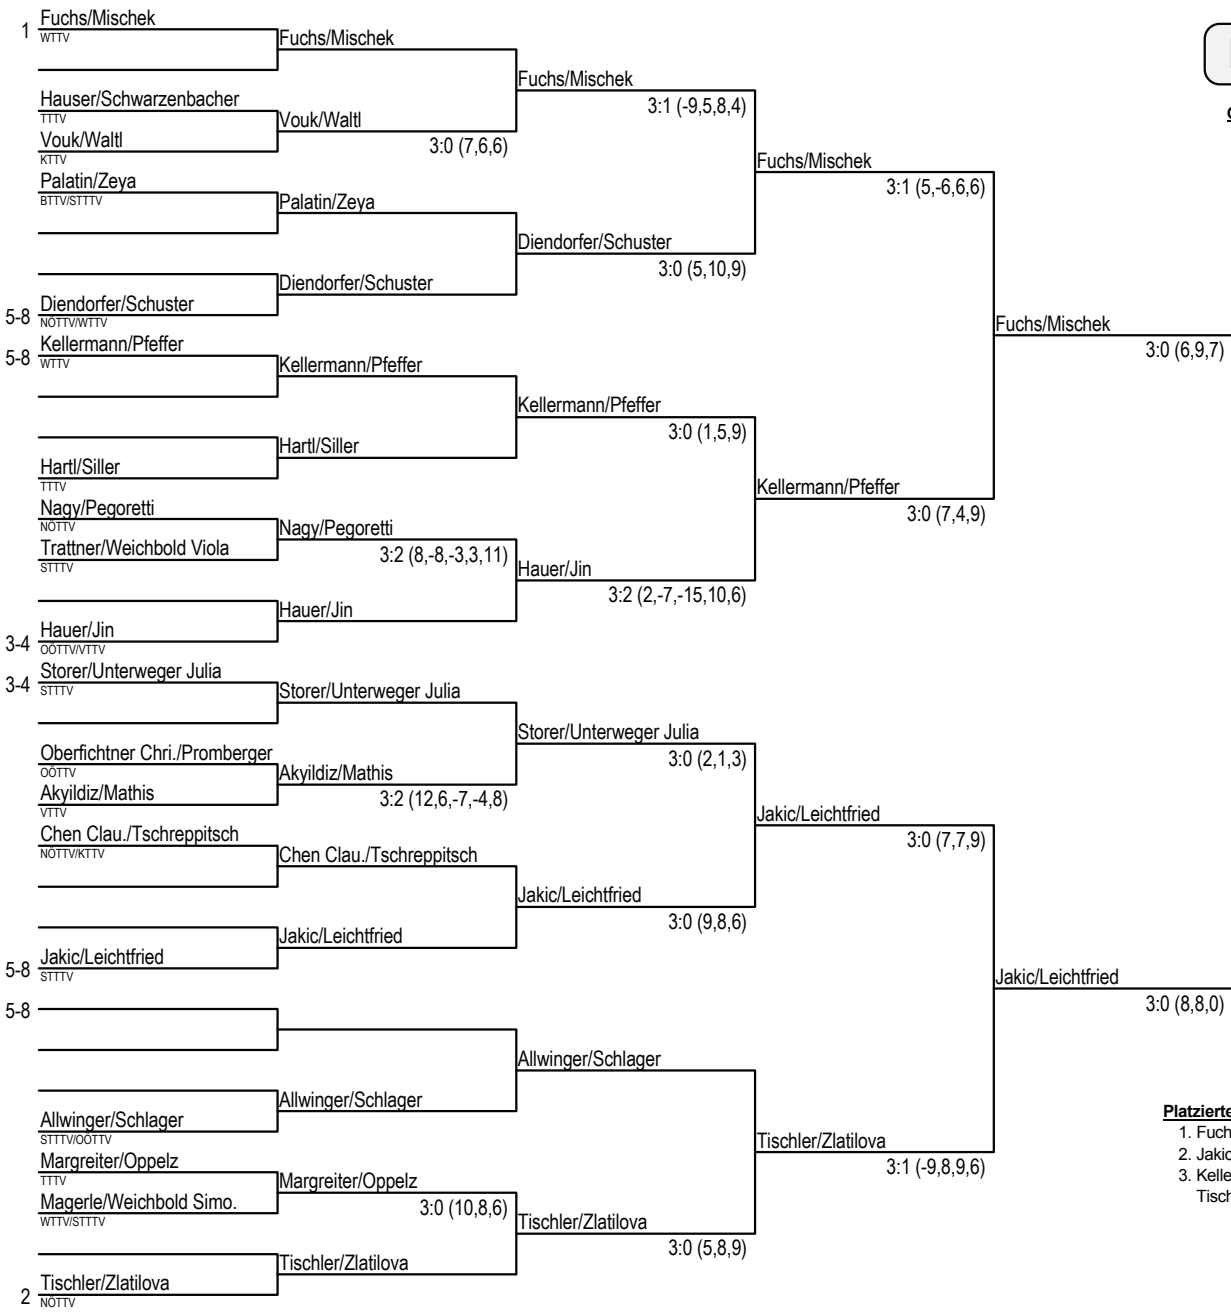 1 Fuchs/Mischek
WTTV
Fuchs/Mischek
Fuchs/Mischek
3:1 (-9,5,8,4)
Hauser/Schwarzenbacher
TTTV
Vouk/Waltl
3:0 (7,6,6)
Vouk/Waltl
KTTV
Fuchs/Mischek
3:1 (5,-6,6,6)
Palatin/Zeya
BTTV/STTTV
Palatin/Zeya
Diendorfer/Schuster
3:0 (5,10,9)
Diendorfer/Schuster
5-8 Diendorfer/Schuster
NÖTTV/WTTV
Fuchs/Mischek
3:0 (6,9,7)
5-8 Kellermann/Pfeffer
WTTV
Kellermann/Pfeffer
Kellermann/Pfeffer
3:0 (1,5,9)
Hartl/Siller
Hartl/Siller
TTTV
Kellermann/Pfeffer
3:0 (7,4,9)
Nagy/Pegoretti
NÖTTV
Nagy/Pegoretti
3:2 (8,-8,-3,3,11)
Trattner/Weichbold Viola
STTTV
Hauer/Jin
3:2 (2,-7,-15,10,6)
Hauer/Jin
3-4 Hauer/Jin
OÖTTV/VTTV
3-4 Storer/Unterweger Julia
STTTV
Storer/Unterweger Julia
Storer/Unterweger Julia
3:0 (2,1,3)
Oberfichtner Chri./Promberger
OÖTTV
Akyildiz/Mathis
3:2 (12,6,-7,-4,8)
Akyildiz/Mathis
VTTV
Jakic/Leichtfried
3:0 (7,7,9)
Chen Clau./Tschreppitsch
NÖTTV/KTTV
Chen Clau./Tschreppitsch
Jakic/Leichtfried
3:0 (9,8,6)
Jakic/Leichtfried
5-8 Jakic/Leichtfried
STTTV
Jakic/Leichtfried
3:0 (8,8,0)
5-8
Allwinger/Schlager
Allwinger/Schlager
Allwinger/Schlager
STTTV/OÖTTV
Tischler/Zlatilova
3:1 (-9,8,9,6)
Margreiter/Oppelz
TTTV
Margreiter/Oppelz
3:0 (10,8,6)
Magerle/Weichbold Simo.
WTTV/STTTV
Tischler/Zlatilova
3:0 (5,8,9)
Tischler/Zlatilova
2 Tischler/Zlatilova
NÖTTV
Platzierte
1. Fuch
2. Jakic
3. Kelle
Tisch